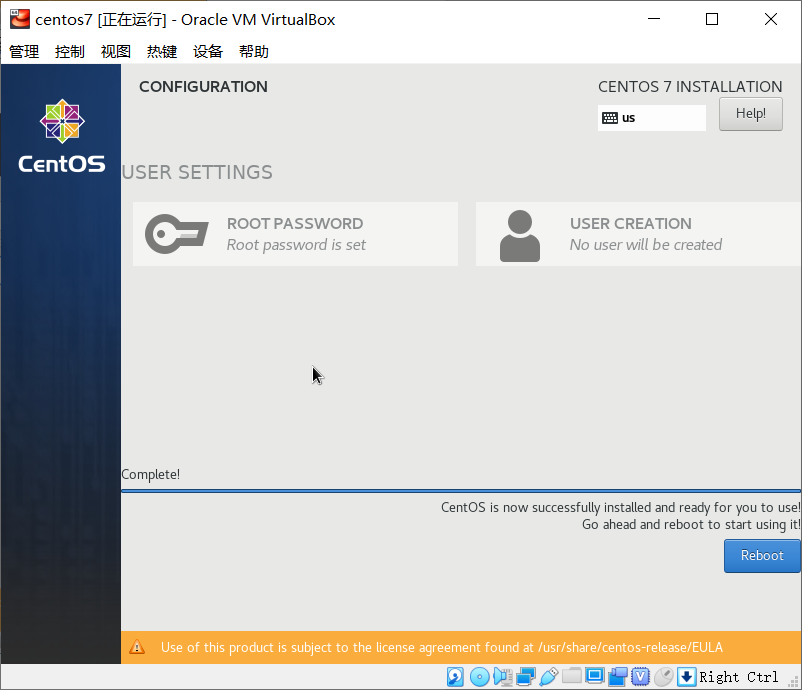 centos7 [正在运行] - Oracle VM VirtualBox
管理 控制 视图 热键 设备 帮助
CentOS
CONFIGURATION
CENTOS 7 INSTALLATION
us
Help!
USER SETTINGS
ROOT PASSWORD
Root password is set
USER CREATION
No user will be created
Complete!
CentOS is now successfully installed and ready for you to use!
Go ahead and reboot to start using it!
Reboot
Use of this product is subject to the license agreement found at /usr/share/centos-release/EULA
Right Ctrl